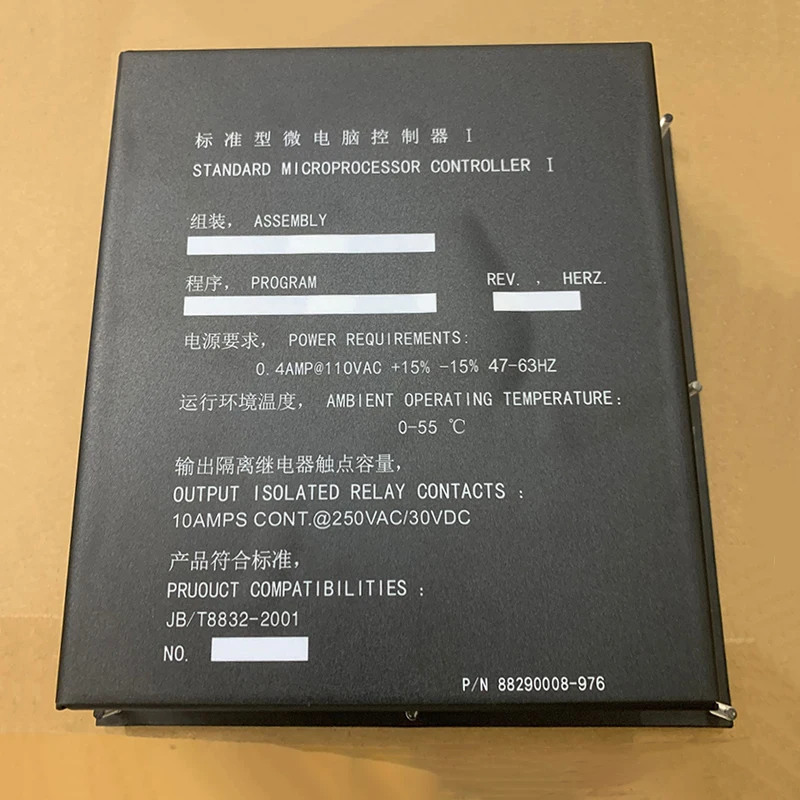 标准型微电脑控制器 I
STANDARD MICROPROCESSOR CONTROLLER I
组装, ASSEMBLY
程序, PROGRAM REV. , HERZ.
电源要求, POWER REQUIREMENTS:
0.4AMP@110VAC +15% -15% 47-63HZ
运行环境温度, AMBIENT OPERATING TEMPERATURE:
0-55 ℃
输出隔离继电器触点容量,
OUTPUT ISOLATED RELAY CONTACTS :
10AMPS CONT.@250VAC/30VDC
产品符合标准,
PRUOUCT COMPATIBILITIES :
JB/T8832-2001
NO.
P/N 88290008-976